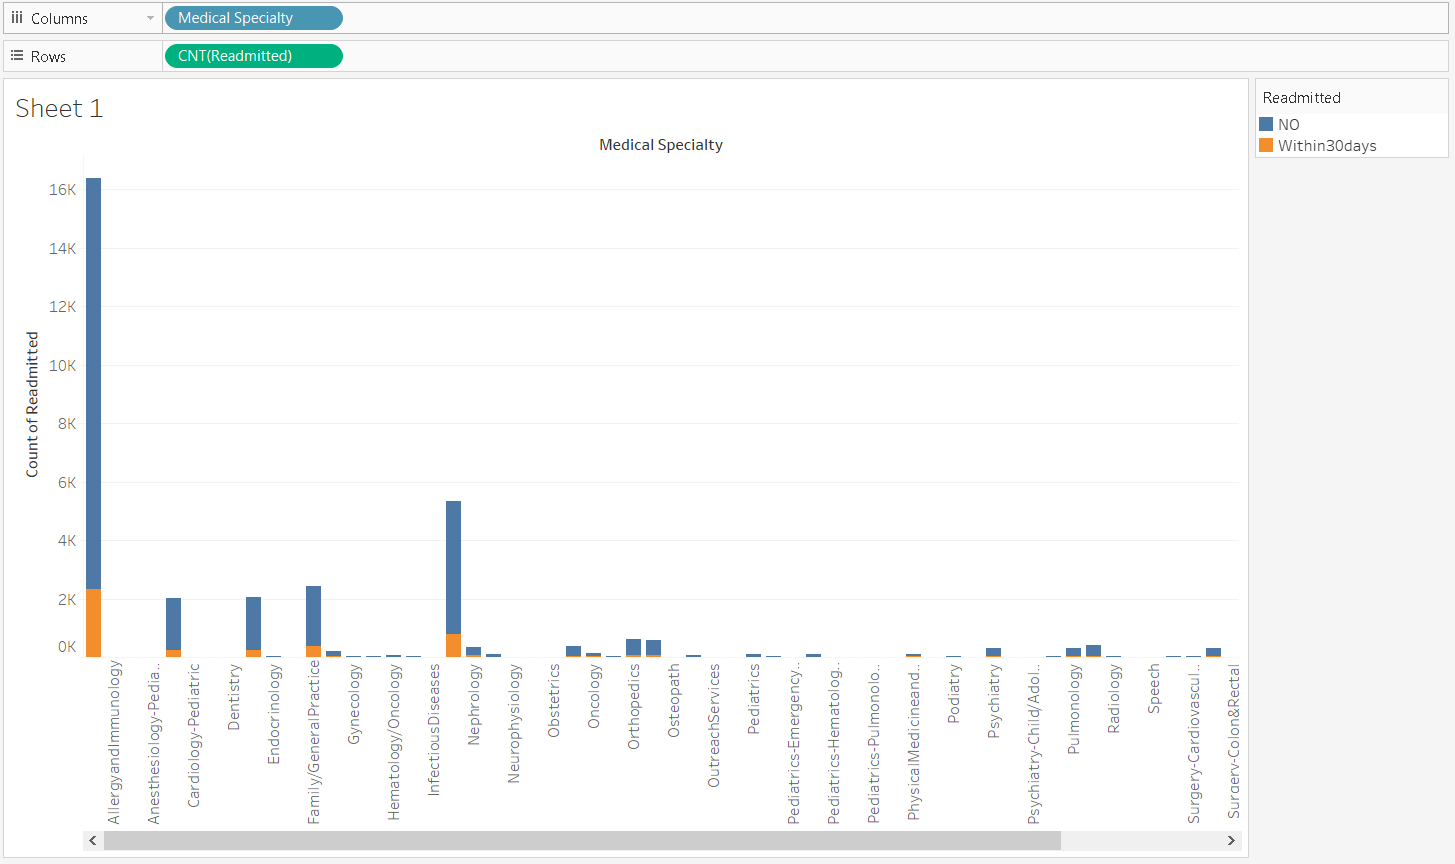 Columns
Medical Specialty
Rows
CNT(Readmitted)
Sheet 1
Readmitted
NO
Within30days
Medical Specialty
Count of Readmitted
16K
14K
12K
10K
8K
6K
4K
2K
0K
AllergyandImmunology
Anesthesiology-Pedia..
Cardiology-Pediatric
Dentistry
Endocrinology
Family/GeneralPractice
Gynecology
Hematology/Oncology
InfectiousDiseases
Nephrology
Neurophysiology
Obstetrics
Oncology
Orthopedics
Osteopath
OutreachServices
Pediatrics
Pediatrics-Emergency..
Pediatrics-Hematolog..
Pediatrics-Pulmonolo..
PhysicalMedicineand..
Podiatry
Psychiatry
Psychiatry-Child/Adol..
Pulmonology
Radiology
Speech
Surgery-Cardiovascul..
Surgery-Colon&Rectal